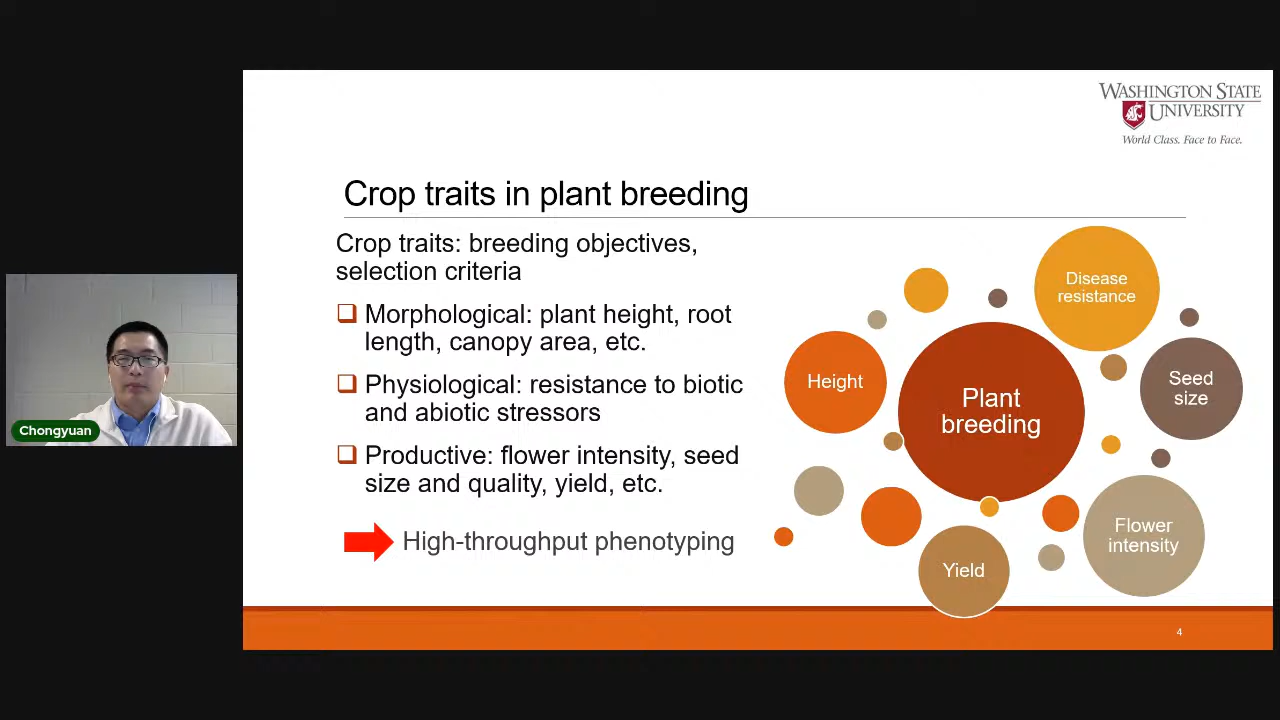 WASHINGTON STATE
UNIVERSITY
World Class. Face to Face.
Crop traits in plant breeding
Crop traits: breeding objectives,
selection criteria
Morphological: plant height, root
length, canopy area, etc.
Physiological: resistance to biotic
and abiotic stressors
Productive: flower intensity, seed
size and quality, yield, etc.
High-throughput phenotyping
Disease
resistance
Height
Plant
breeding
Seed
size
Flower
intensity
Yield
4
Chongyuan